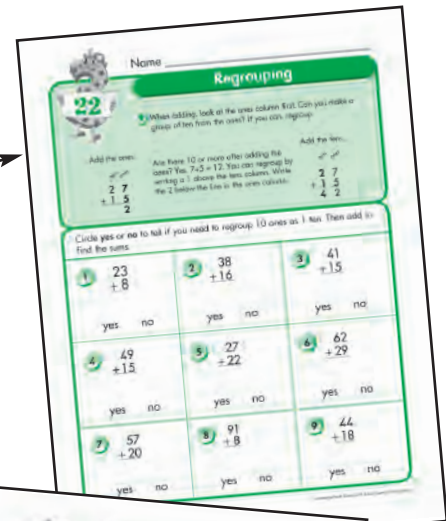 Name
Regrouping
22
When adding, look at the ones column first. Can you make a
group of ten from the ones? If you can, regroup.
Add the ones.
2 7
+ 1 5
2
Are there 10 or more after adding the
ones? Yes. 7+5 = 12. You can regroup by
writing a 1 above the tens column. Write
the 2 below the line in the ones column.
Add the tens.
2 7
+ 1 5
4 2
Circle yes or no to tell if you need to regroup 10 ones as 1 ten. Then add to
find the sums.
1 23
+ 8
yes no
2 38
+16
yes no
3 41
+15
yes no
4 49
+15
yes no
5 27
+22
yes no
6 62
+29
yes no
7 57
+20
yes no
8 91
+ 8
yes no
9 44
+18
yes no